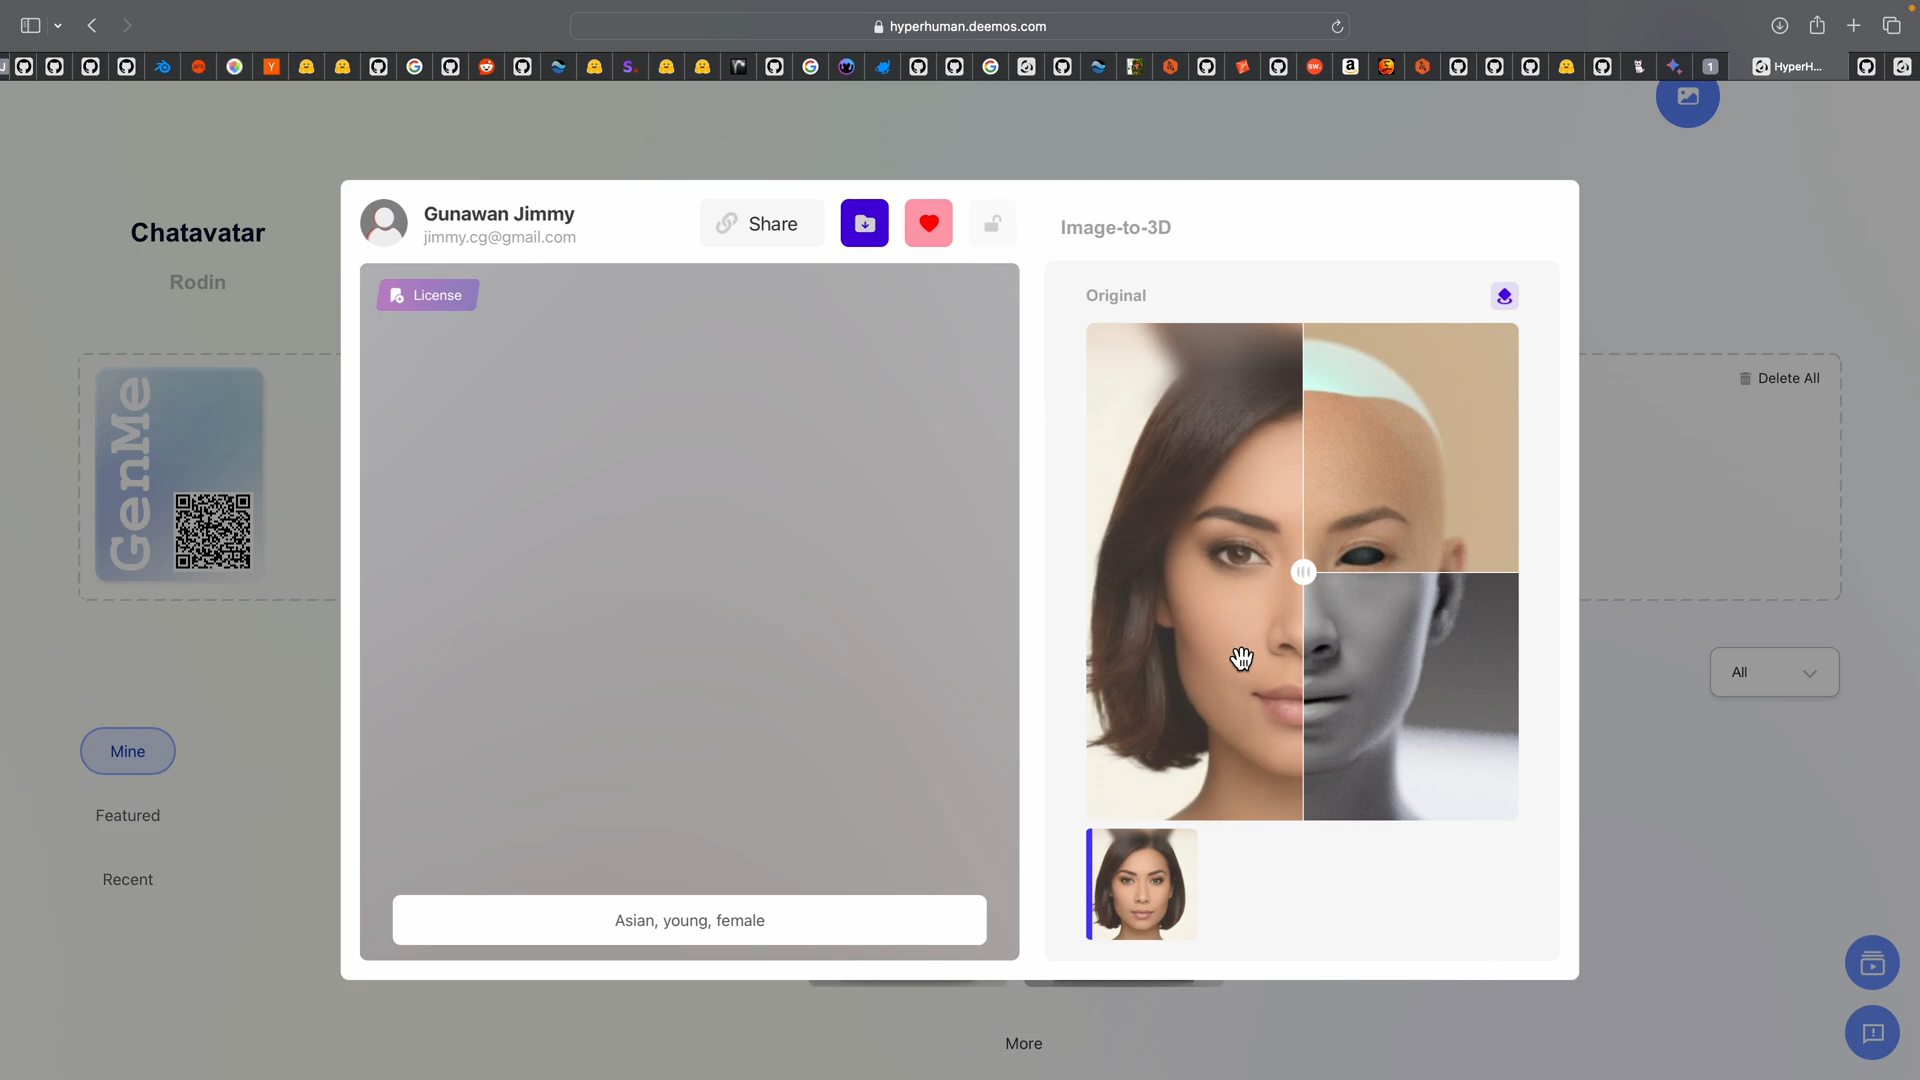 hyperhuman.deemos.com
HyperH...
1
Chatavatar
Rodin
GenMe
Gunawan Jimmy
jimmy.cg@gmail.com
Share
License
Asian, young, female
Image-to-3D
Original
Delete All
All
Mine
Featured
Recent
More